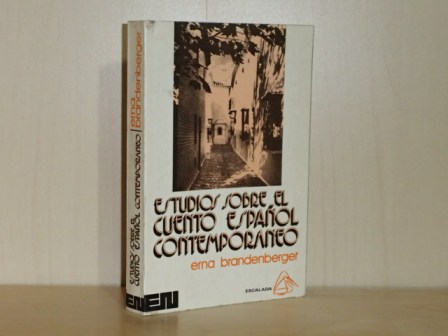 ESTUDIOS SOBRE EL
CUENTO ESPAÑOL
CONTEMPORÁNEO
erna brandenberger
ESCALADA
erna
brandenberger
ESTUDIOS SOBRE EL
CUENTO ESPAÑOL CONTEMPORÁNEO
EN